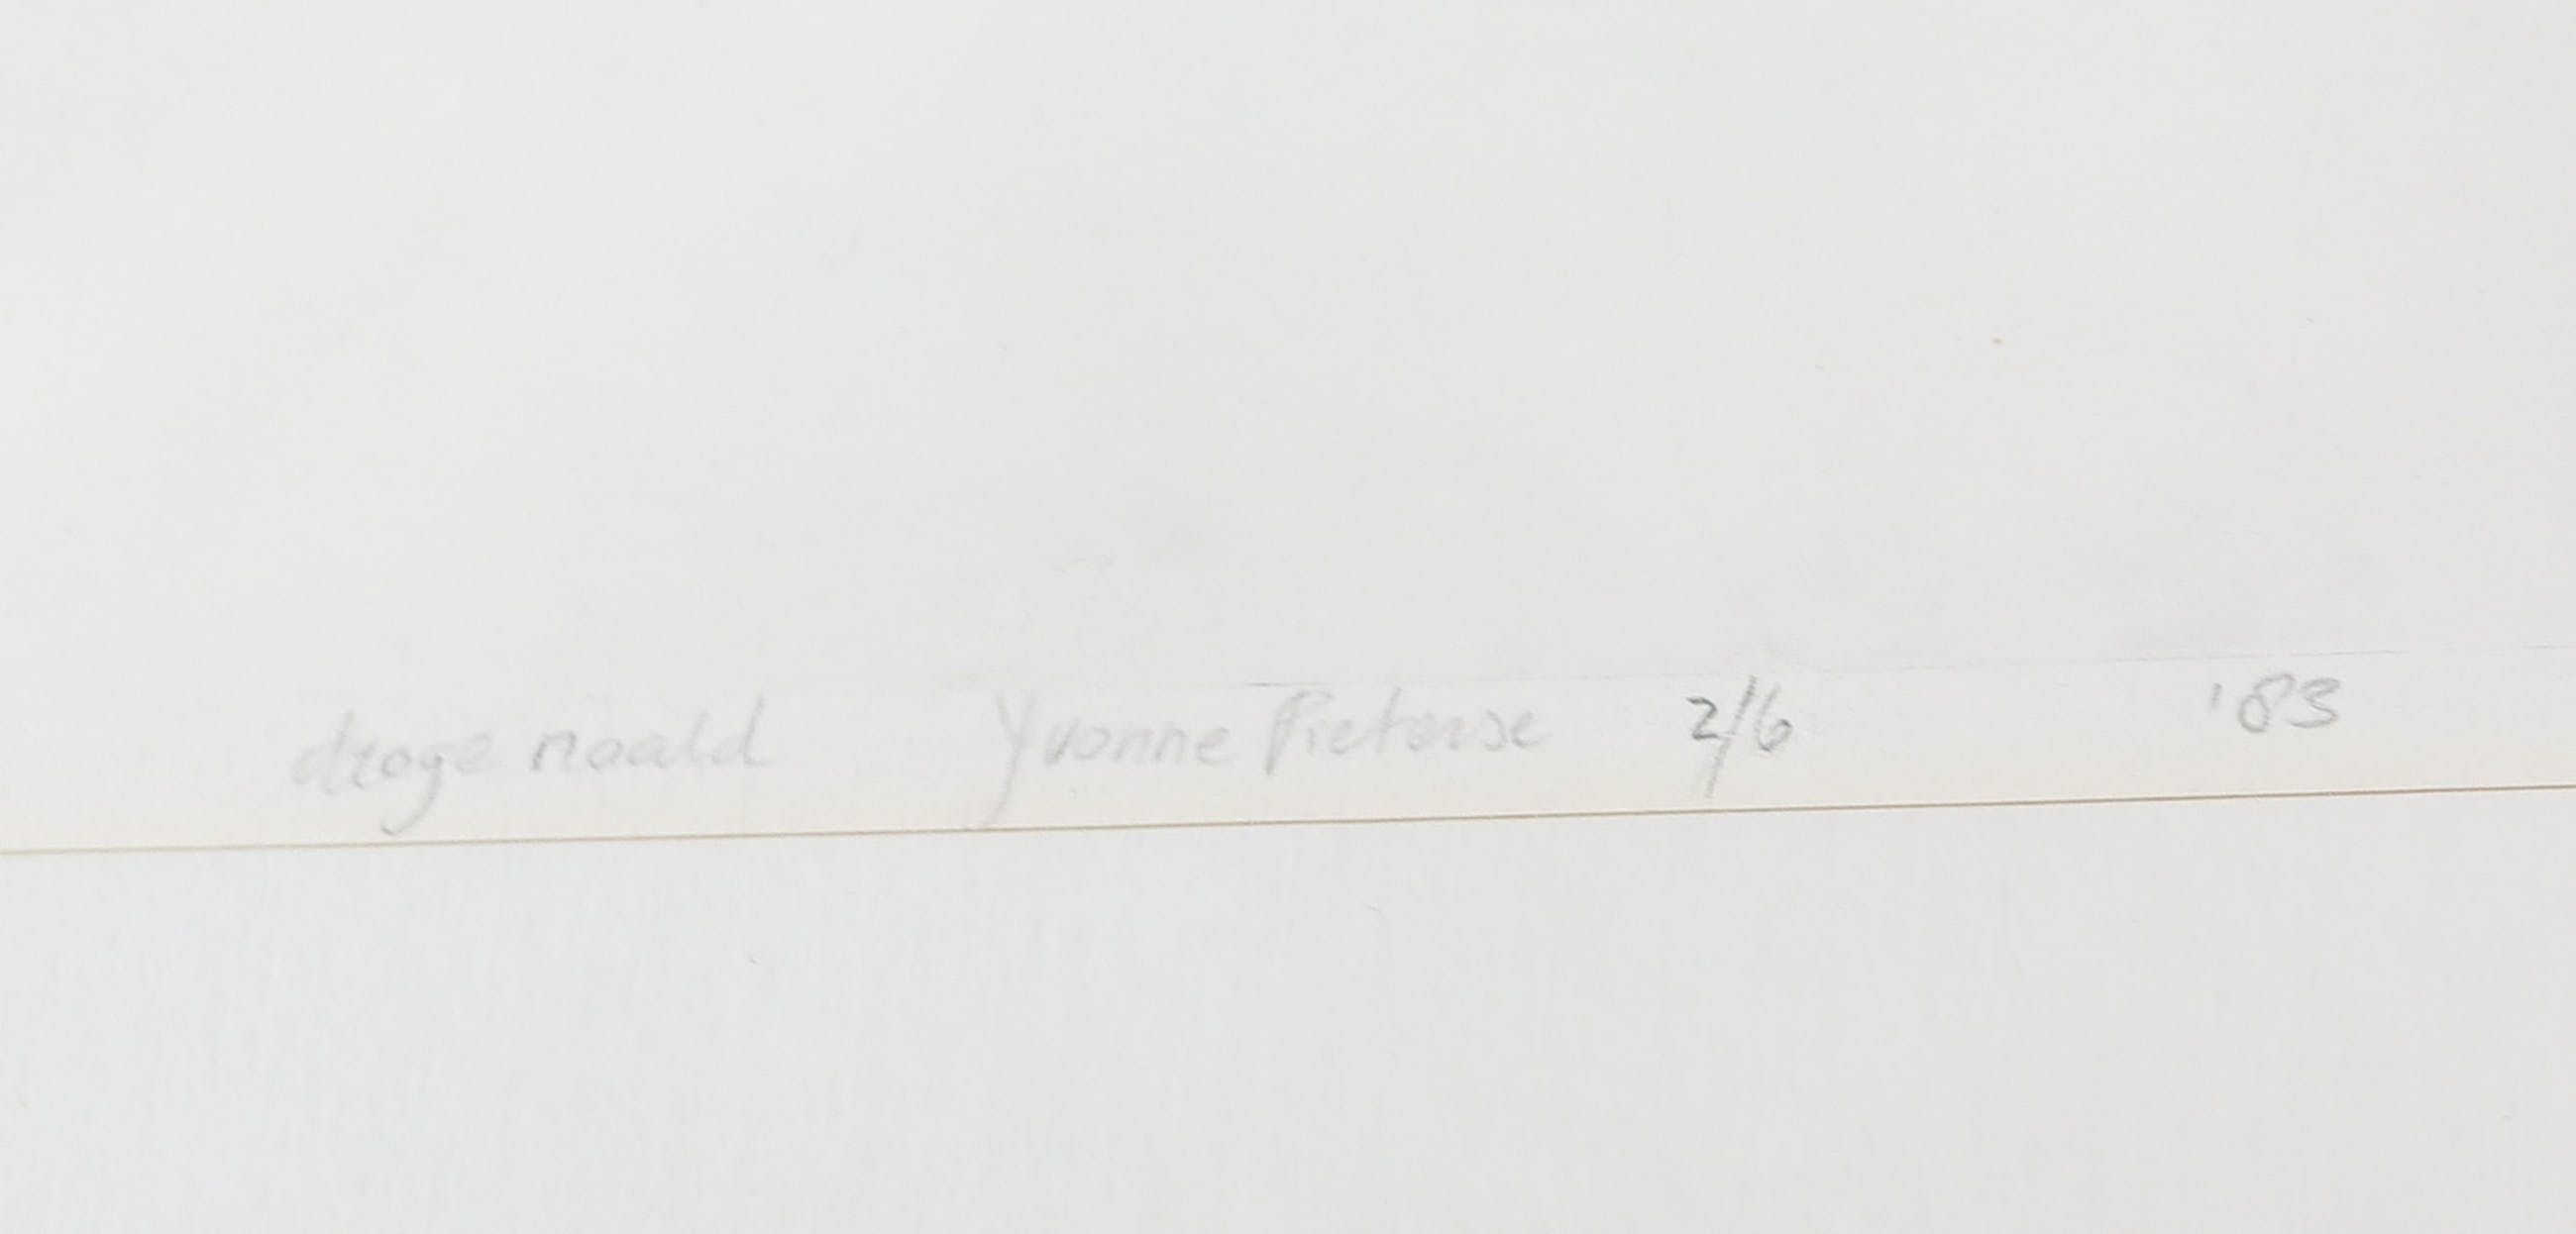 droge naald Yvonne Pieterse 2/6 '83